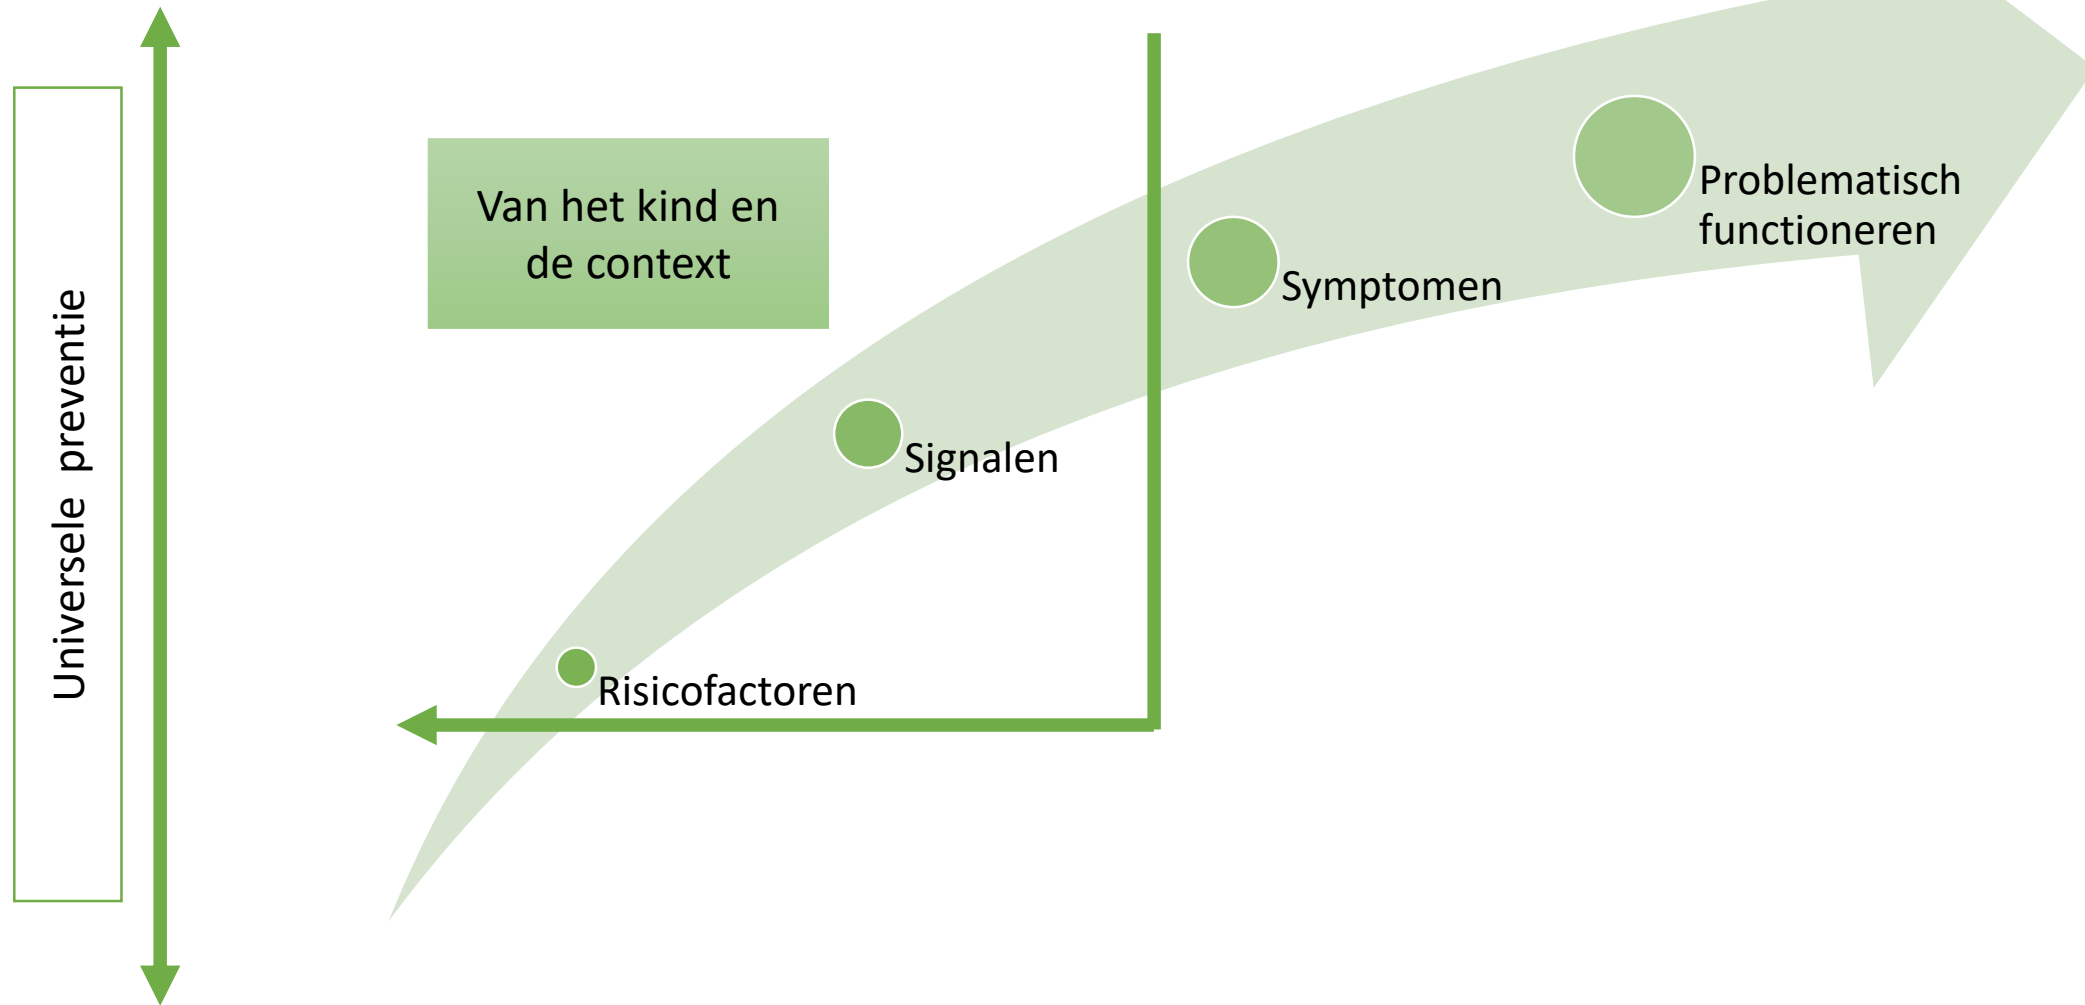 Universele preventie
Van het kind en
de context
Problematisch
functioneren
Symptomen
Signalen
Risicofactoren